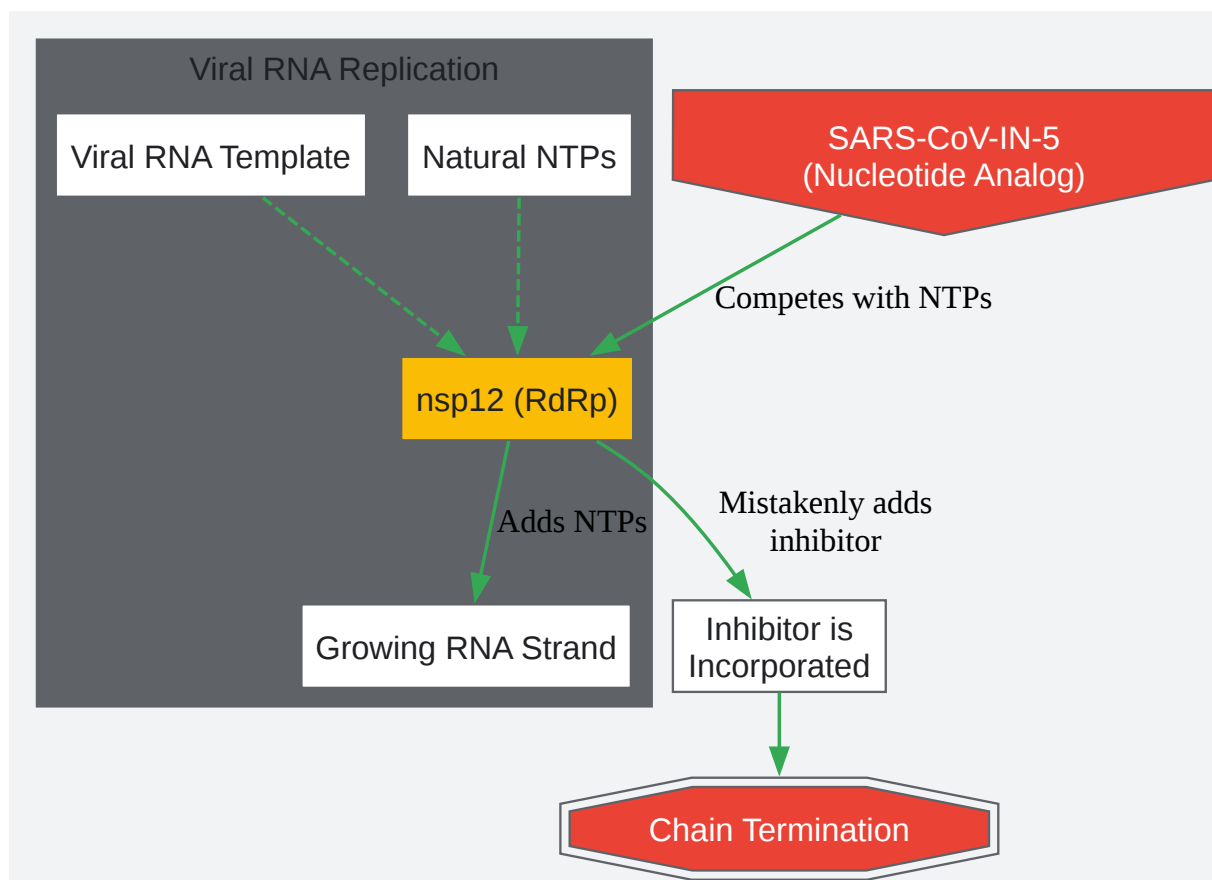 Viral RNA Replication
Viral RNA Template
Natural NTPs
SARS-CoV-IN-5
(Nucleotide Analog)
Competes with NTPs
nsp12 (RdRp)
Adds NTPs
Mistakenly adds
inhibitor
Growing RNA Strand
Inhibitor is
Incorporated
Chain Termination